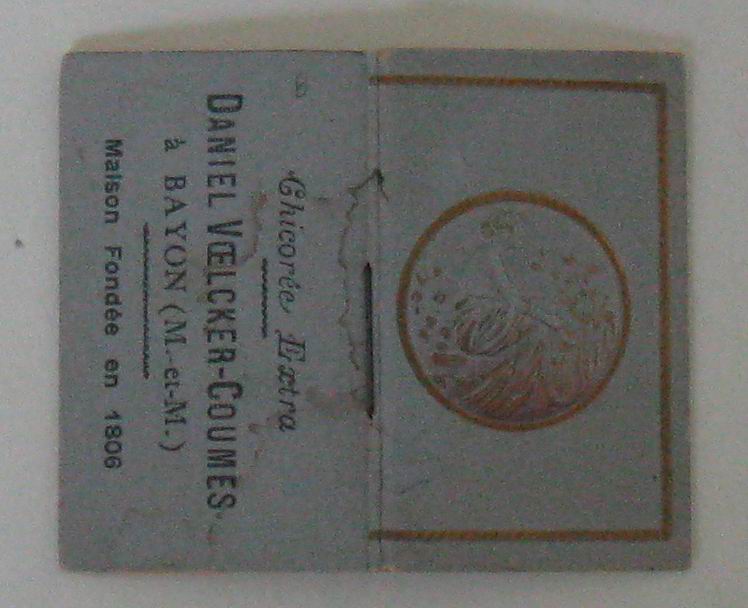 Chicorée Extra
DANIEL VŒLCKER-COUMES
à BAYON (M.-et-M.)
Maison Fondée en 1806